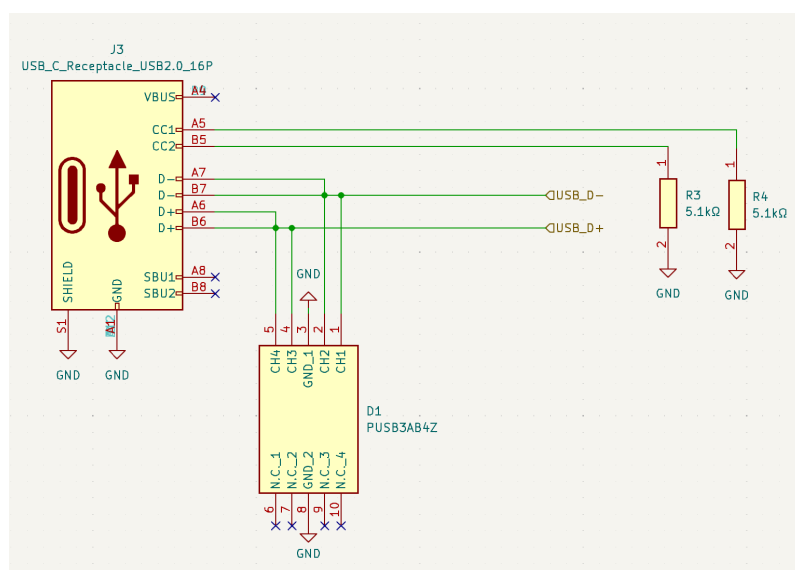 J3
USB_C_Receptacle_USB2.0_16P
VBUS A4
CC1 A5
CC2 B5
D- A7
D- B7
D+ A6
D+ B6
SBU1 A8
SBU2 B8
SHIELD
GND
S1
A1
GND
GND
USB_D-
USB_D+
1
R3
5.1kΩ
2
GND
1
R4
5.1kΩ
2
GND
GND
5 4 3 2 1
CH4 CH3 GND_1 CH2 CH1
D1
PUSB3AB4Z
N.C._1 N.C._2 GND_2 N.C._3 N.C._4
6 7 8 9 10
GND